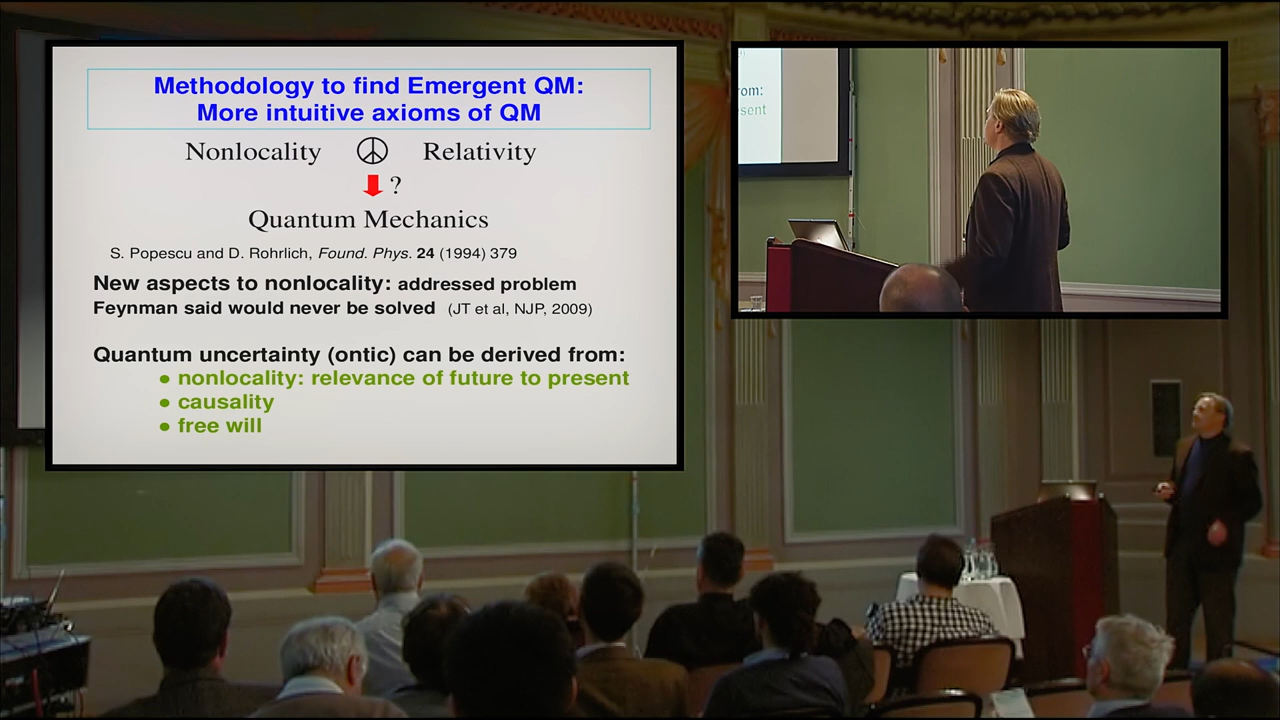 Methodology to find Emergent QM:
More intuitive axioms of QM
Nonlocality ☮ Relativity
?
Quantum Mechanics
S. Popescu and D. Rohrlich, Found. Phys. 24 (1994) 379
New aspects to nonlocality: addressed problem
Feynman said would never be solved (JT et al, NJP, 2009)
Quantum uncertainty (ontic) can be derived from:
● nonlocality: relevance of future to present
● causality
● free will
rom:
sent